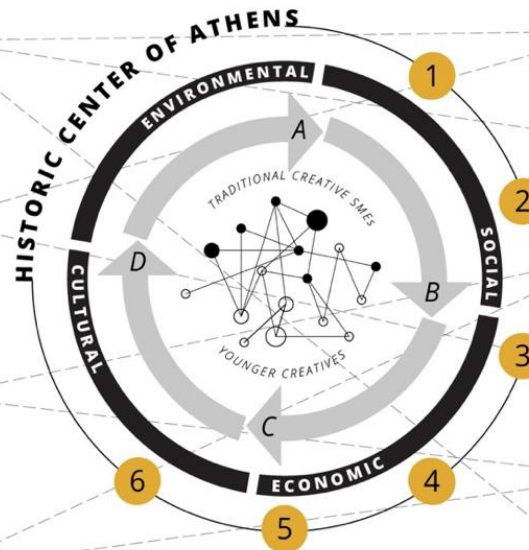 HISTORIC CENTER OF ATHENS
ENVIRONMENTAL
SOCIAL
ECONOMIC
CULTURAL
A
B
C
D
TRADITIONAL CREATIVE SMES
YOUNGER CREATIVES
1
2
3
4
5
6